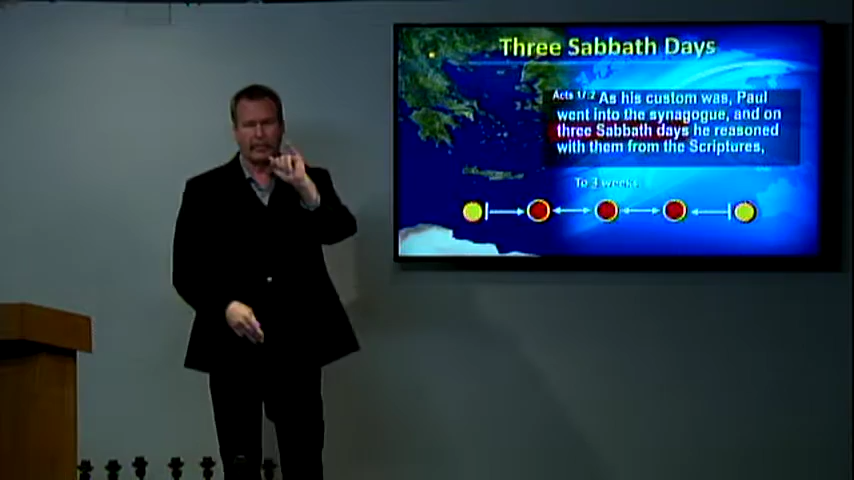 Three Sabbath Days
Acts 17:2 As his custom was, Paul
went into the synagogue, and on
three Sabbath days he reasoned
with them from the Scriptures,
To 3 weeks